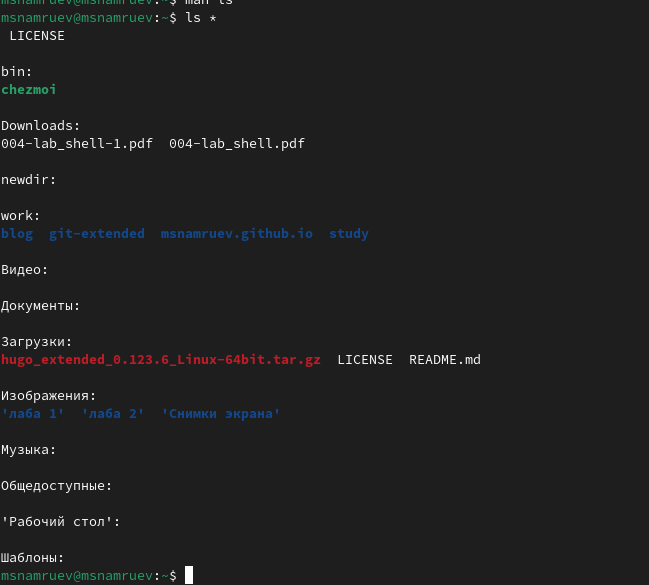 msnamruev@msnamruev:~$ man ls
msnamruev@msnamruev:~$ ls *
LICENSE
bin:
chezmoi
Downloads:
004-lab_shell-1.pdf  004-lab_shell.pdf
newdir:
work:
blog  git-extended  msnamruev.github.io  study
Видео:
Документы:
Загрузки:
hugo_extended_0.123.6_Linux-64bit.tar.gz  LICENSE  README.md
Изображения:
'лаба 1'  'лаба 2'  'Снимки экрана'
Музыка:
Общедоступные:
'Рабочий стол':
Шаблоны:
msnamruev@msnamruev:~$